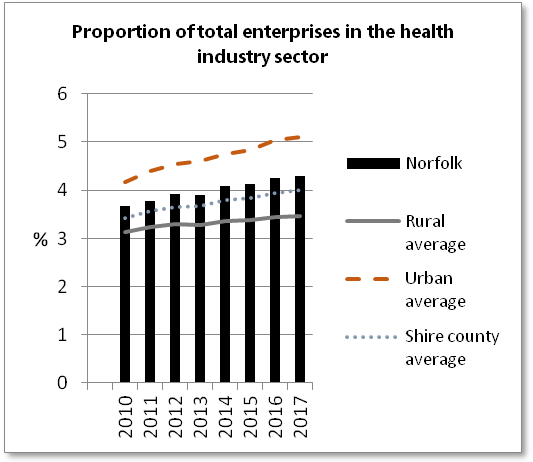 Proportion of total enterprises in the health
industry sector
6
5
4
3
2
1
0
%
2010
2011
2012
2013
2014
2015
2016
2017
Norfolk
Rural
average
Urban
average
Shire county
average